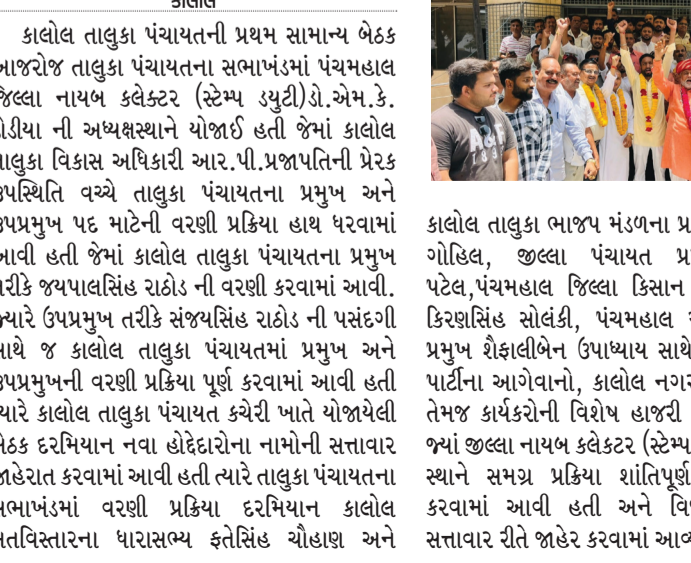 કાલોલ
કાલોલ તાલુકા પંચાયતની પ્રથમ સામાન્ય બેઠક
આજરોજ તાલુકા પંચાયતના સભાખંડમાં પંચમહાલ
જિલ્લા નાયબ કલેક્ટર (સ્ટેમ્પ ડયુટી)ડો.એમ.કે.
ની અધ્યક્ષસ્થાને યોજાઈ હતી જેમાં કાલોલ
તાલુકા વિકાસ અધિકારી આર.પી.પ્રજાપતિની પ્રેરક
ઉપસ્થિતિ વચ્ચે તાલુકા પંચાયતના પ્રમુખ અને
ઉપપ્રમુખ પદ માટેની વરણી પ્રક્રિયા હાથ ધરવામાં
આવી હતી જેમાં કાલોલ તાલુકા પંચાયતના પ્રમુખ
તરીકે જયપાલસિંહ રાઠોડ ની વરણી કરવામાં આવી.
જ્યારે ઉપપ્રમુખ તરીકે સંજયસિંહ રાઠોડ ની પસંદગી
સાથે જ કાલોલ તાલુકા પંચાયતમાં પ્રમુખ અને
ઉપપ્રમુખની વરણી પ્રક્રિયા પૂર્ણ કરવામાં આવી હતી
ત્યારે કાલોલ તાલુકા પંચાયત કચેરી ખાતે યોજાયેલી
બેઠક દરમિયાન નવા હોદ્દેદારોના નામોની સત્તાવાર
જાહેરાત કરવામાં આવી હતી ત્યારે તાલુકા પંચાયતના
સભાખંડમાં વરણી પ્રક્રિયા દરમિયાન કાલોલ
મતવિસ્તારના ધારાસભ્ય ફતેસિંહ ચૌહાણ અને
કાલોલ તાલુકા ભાજપ મંડળના
ગોહિલ, જીલ્લા પંચાયત
પટેલ,પંચમહાલ જિલ્લા કિસાન
કિરણસિંહ સોલંકી, પંચમહાલ
પ્રમુખ શૈફાલીબેન ઉપાધ્યાય સાથે
પાર્ટીના આગેવાનો, કાલોલ
તેમજ કાર્યકરોની વિશેષ હાજરી
જ્યાં જીલ્લા નાયબ કલેકટર (સ્ટેમ્પ
સ્થાને સમગ્ર પ્રક્રિયા શાંતિપૂર્ણ
કરવામાં આવી હતી અને
સત્તાવાર રીતે જાહેર કરવામાં